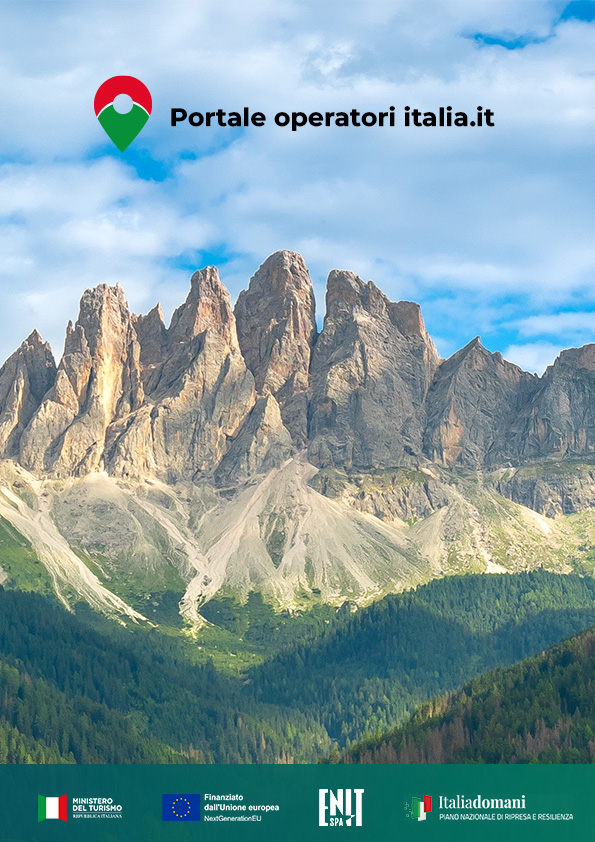 Portale operatori italia.it
MINISTERO
DEL TURISMO
REPUBBLICA ITALIANA
Finanziato
dall'Unione europea
NextGenerationEU
ENIT
SPA
Italiadomani
PIANO NAZIONALE DI RIPRESA E RESILIENZA